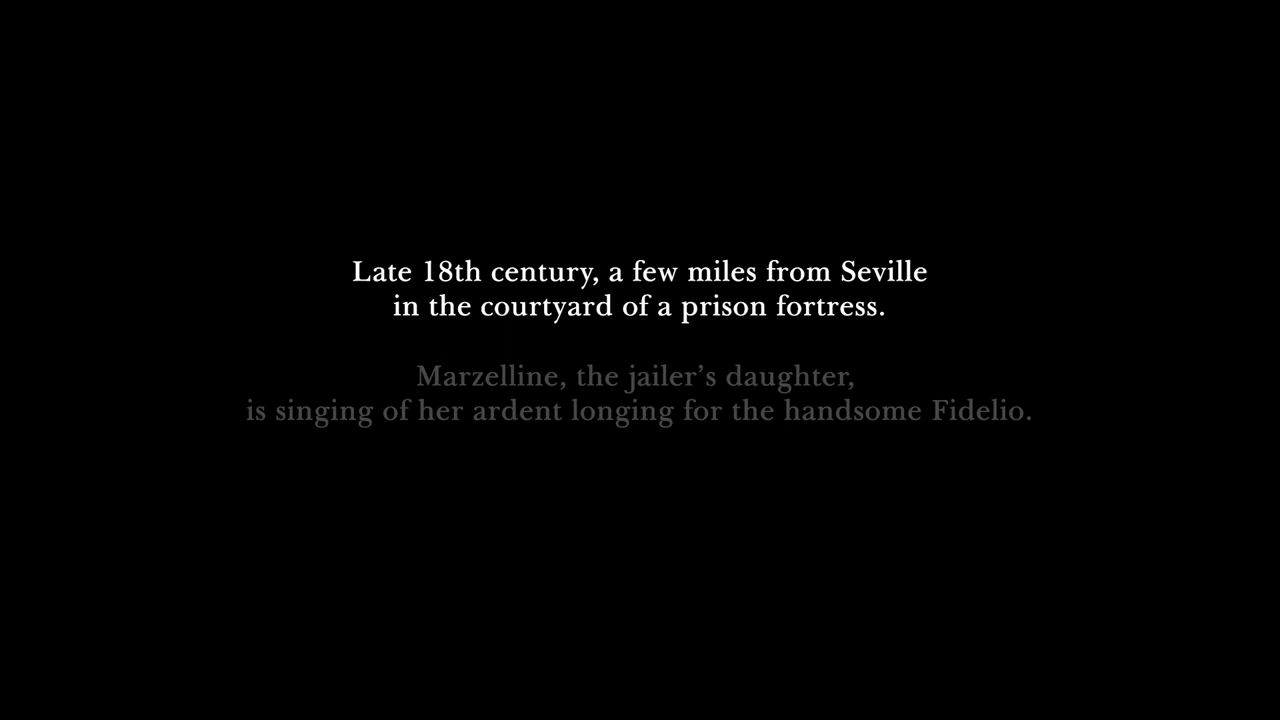 Late 18th century, a few miles from Seville
in the courtyard of a prison fortress.
Marzelline, the jailer’s daughter,
is singing of her ardent longing for the handsome Fidelio.